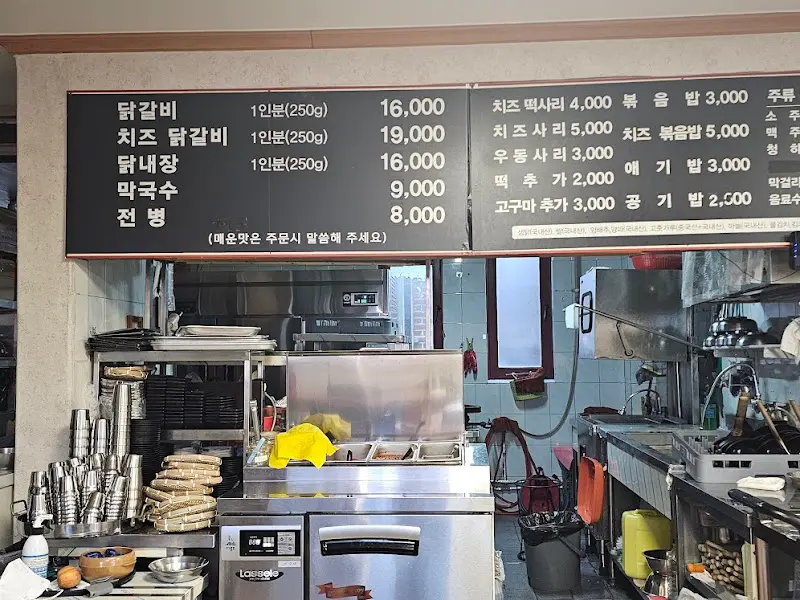 닭갈비 1인분(250g) 16,000
치즈 닭갈비 1인분(250g) 19,000
닭내장 1인분(250g) 16,000
막국수 9,000
전 병 8,000
(매운맛은 주문시 말씀해 주세요)
치즈 떡사리 4,000
치즈사리 5,000
우동사리 3,000
떡 추 가 2,000
고구마 추가 3,000
볶 음 밥 3,000
치즈 볶음밥 5,000
애 기 밥 3,000
공 기 밥 2,000
주류
소 주
맥 주
청 하
막걸리
음료수
Lassele